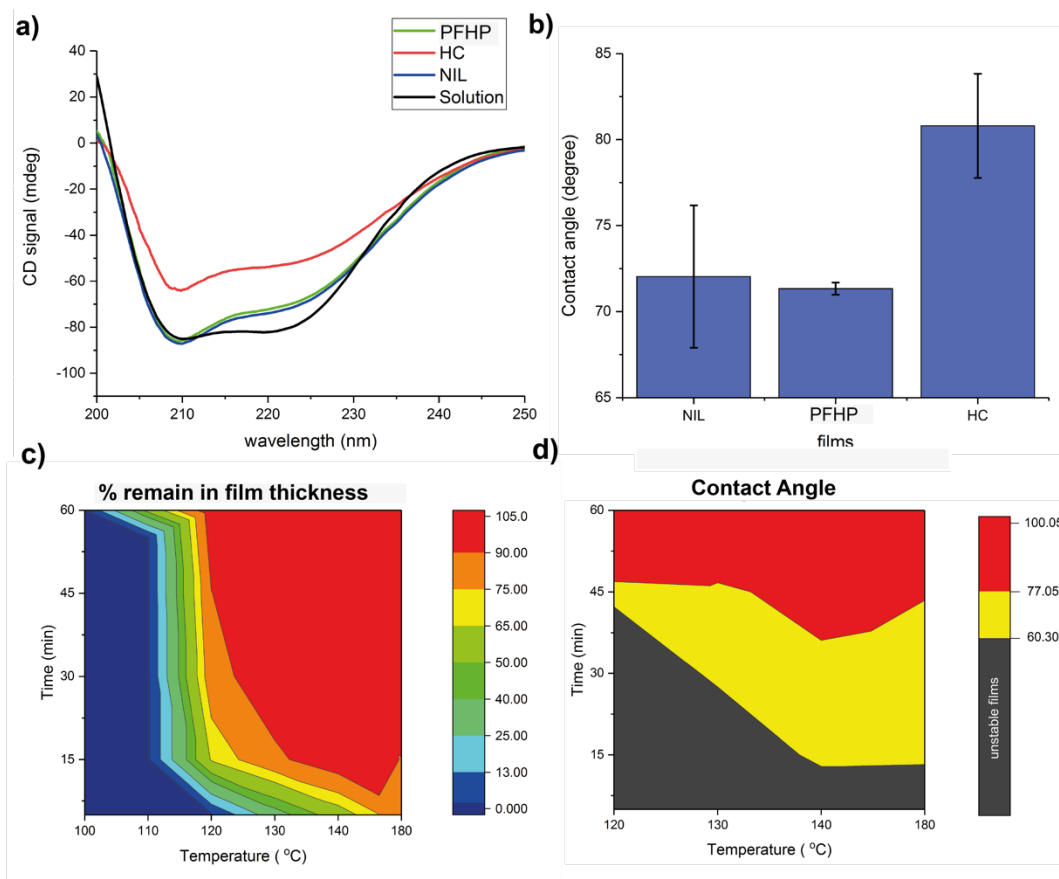 a)
PFHP
HC
NIL
Solution
40
20
0
-20
-40
-60
-80
-100
CD signal (mdeg)
200
210
220
230
240
250
wavelength (nm)
b)
85
80
75
70
65
Contact angle (degree)
NIL
PFHP
HC
films
c)
% remain in film thickness
60
45
30
15
Time (min)
100
110
120
130
140
180
Temperature ( °C)
105.0
90.00
75.00
65.00
50.00
40.00
25.00
13.00
0.000
d)
Contact Angle
60
45
30
15
Time (min)
120
130
140
180
Temperature ( °C)
100.05
77.05
60.30
unstable films